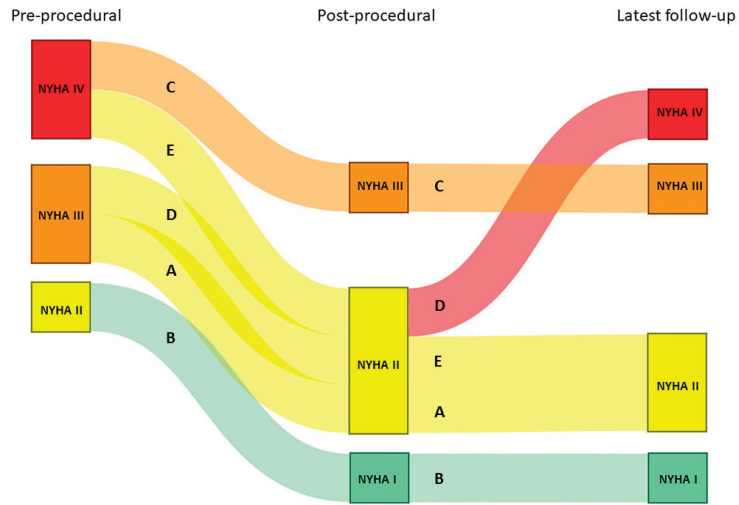 Pre-procedural
Post-procedural
Latest follow-up
NYHA IV
C
E
NYHA III
D
A
NYHA II
B
NYHA III
C
NYHA II
D
E
A
NYHA I
B
NYHA IV
NYHA III
NYHA II
NYHA I